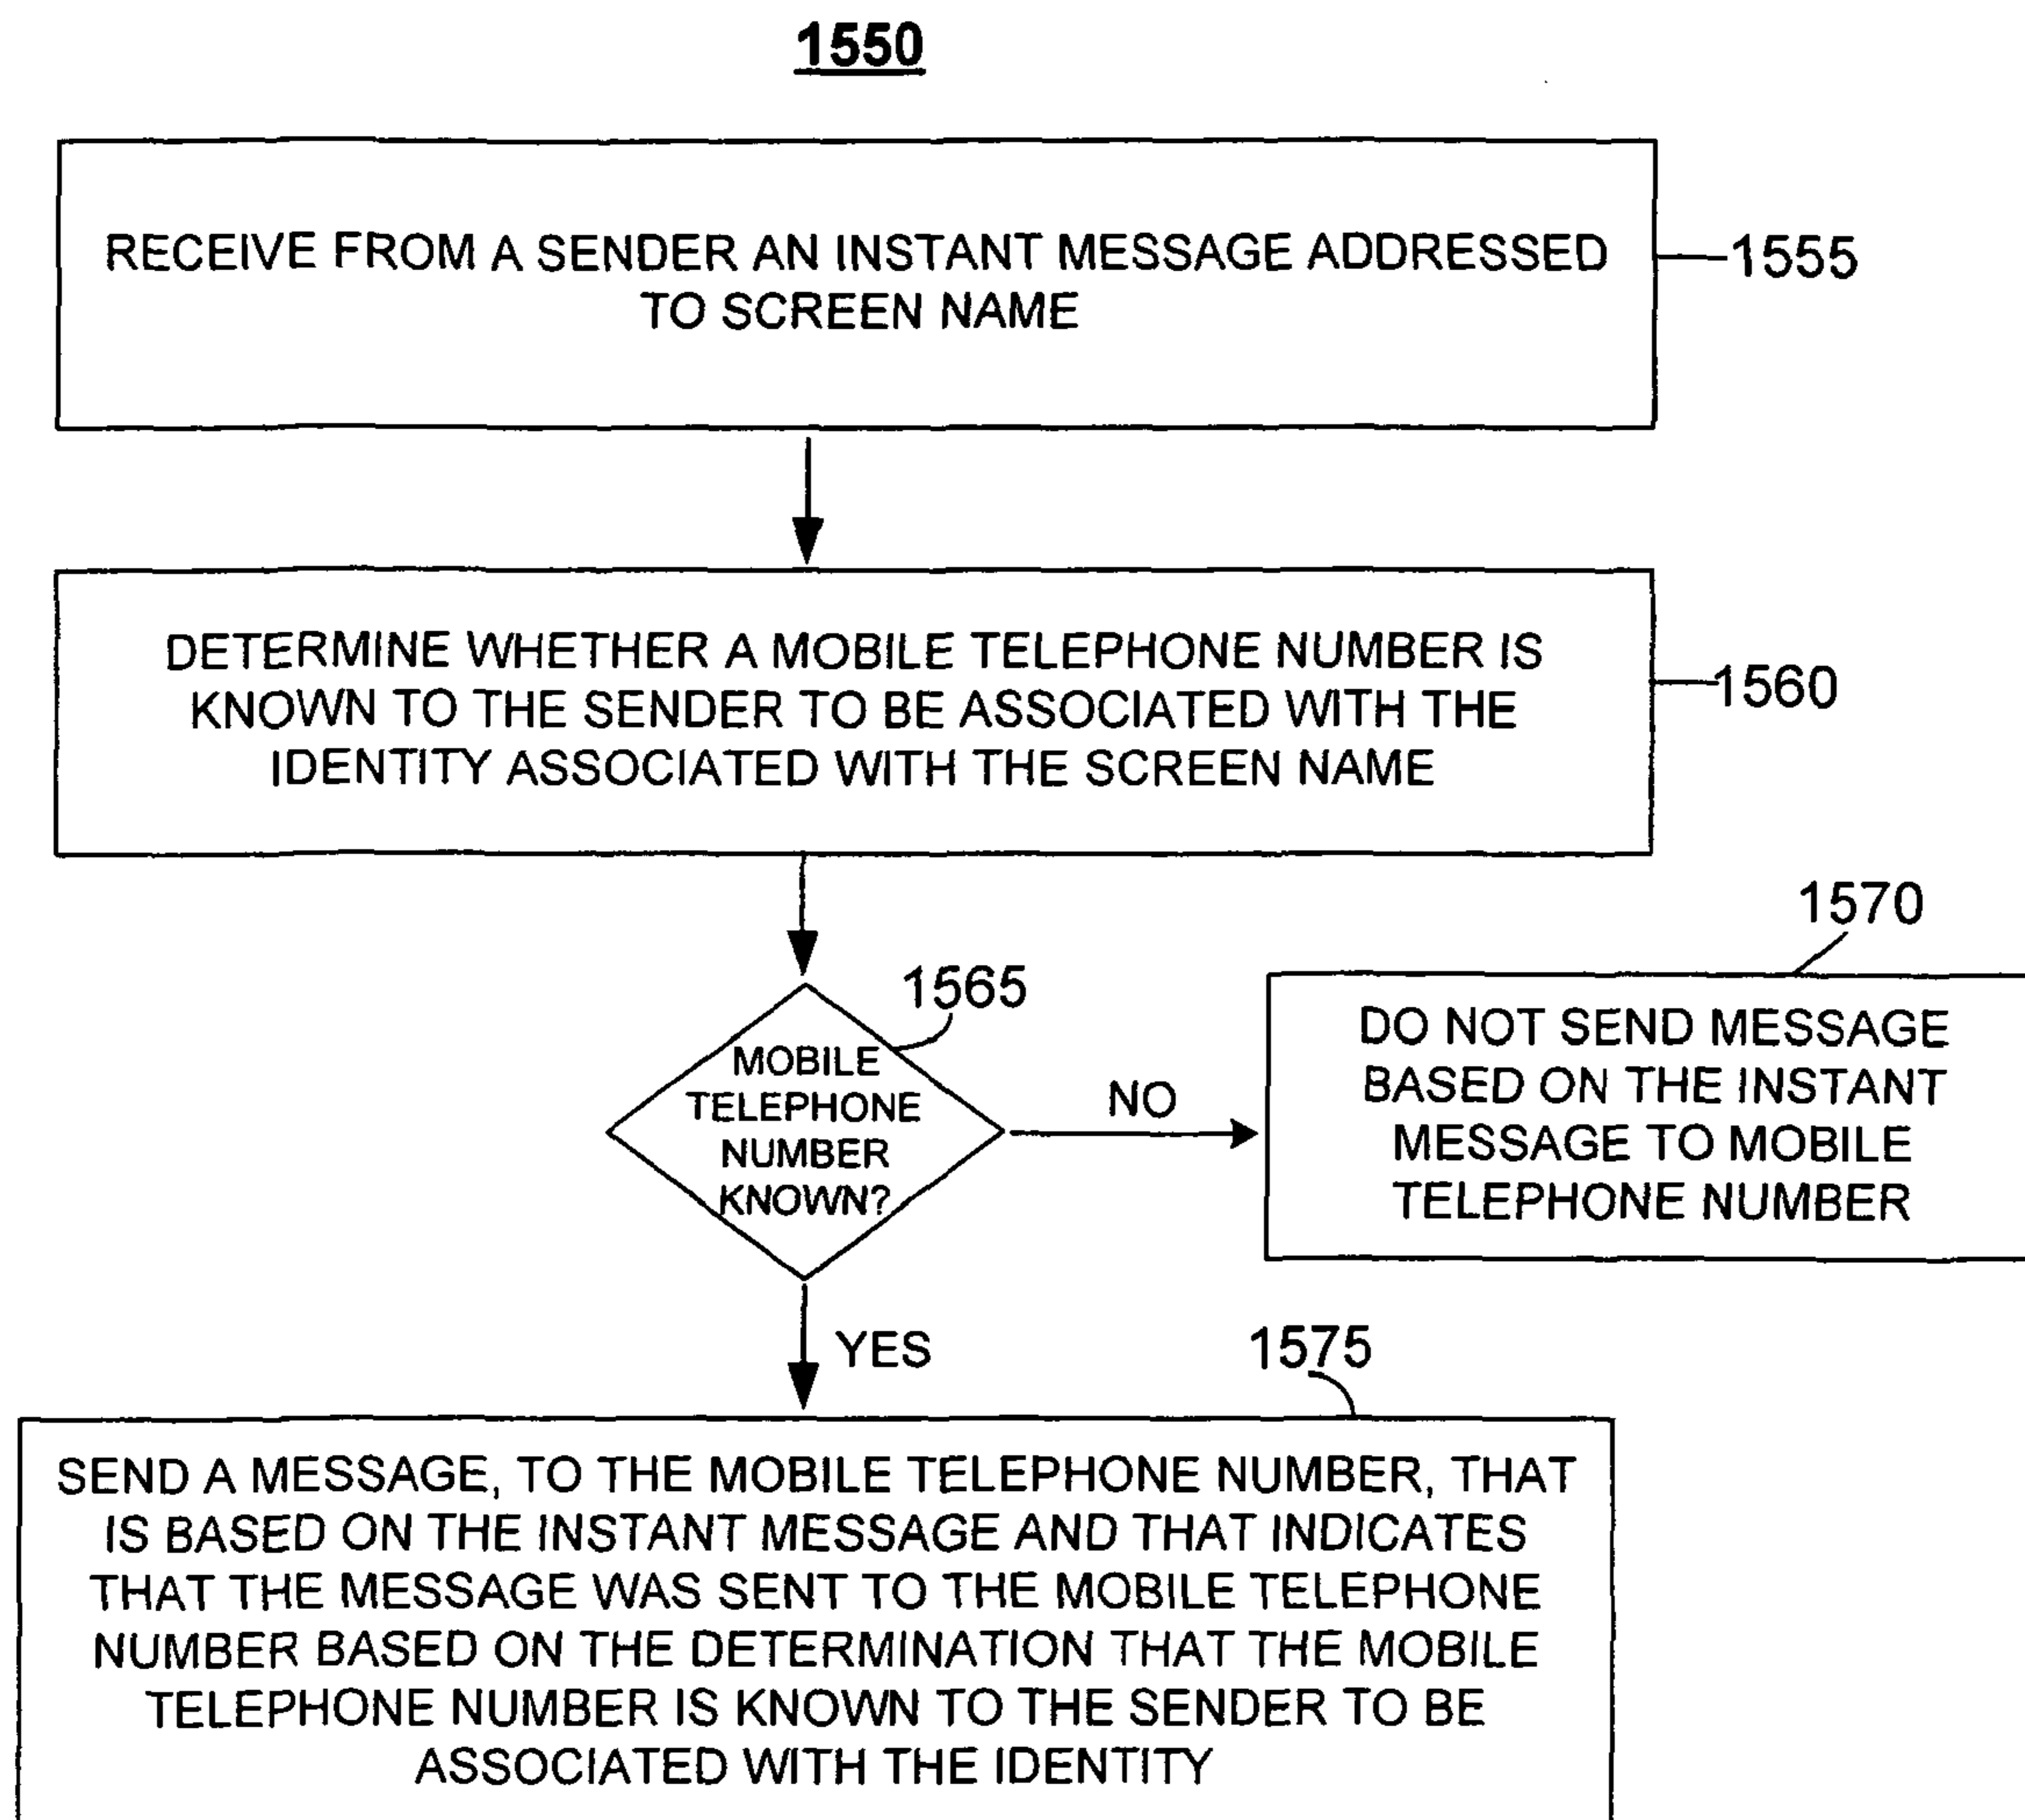 1550
RECEIVE FROM A SENDER AN INSTANT MESSAGE ADDRESSED
TO SCREEN NAME
1555
DETERMINE WHETHER A MOBILE TELEPHONE NUMBER IS
KNOWN TO THE SENDER TO BE ASSOCIATED WITH THE
IDENTITY ASSOCIATED WITH THE SCREEN NAME
1560
1565
MOBILE
TELEPHONE
NUMBER
KNOWN?
NO
1570
DO NOT SEND MESSAGE
BASED ON THE INSTANT
MESSAGE TO MOBILE
TELEPHONE NUMBER
YES
1575
SEND A MESSAGE, TO THE MOBILE TELEPHONE NUMBER, THAT
IS BASED ON THE INSTANT MESSAGE AND THAT INDICATES
THAT THE MESSAGE WAS SENT TO THE MOBILE TELEPHONE
NUMBER BASED ON THE DETERMINATION THAT THE MOBILE
TELEPHONE NUMBER IS KNOWN TO THE SENDER TO BE
ASSOCIATED WITH THE IDENTITY